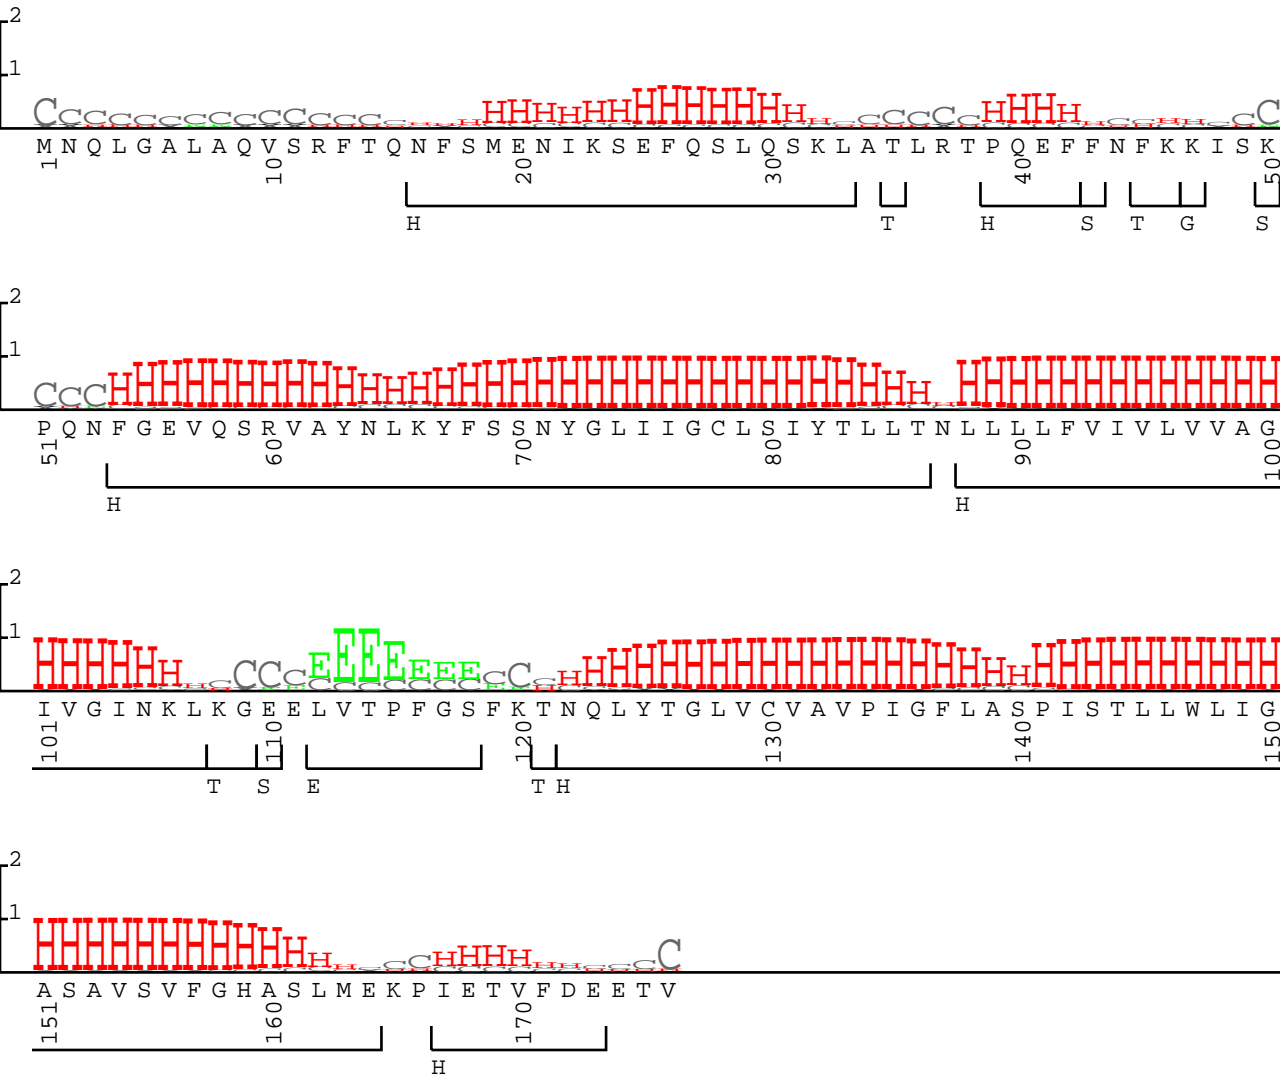 2
1
C C C C C C C C C C C C C C H H H H H H H H H H H H H C C C C C H H H H C C
M N Q L G A L A Q V S R F T Q N F S M E N I K S E F Q S L Q S K L A T L R T P Q E F F N F K K I S K
1 10 20 30 40 50
H T H S T G S
2
1
C C C H H H H H H H H H H H H H H H H H H H H H H H H H H H H H H H H H H H H H H H H H H H H H H
P Q N F G E V Q S R V A Y N L K Y F S S N Y G L I I G C L S I Y T L L T N L L L L F V I V L V V A G
51 60 70 80 90 100
H H
2
1
H H H H H H C C C E E E E E E E C C H H H H H H H H H H H H H H H H H H H H H H H H H H H H H
I V G I N K L K G E E L V T P F G S F K T N Q L Y T G L V C V A V P I G F L A S P I S T L L W L I G
101 110 120 130 140 150
T S E T H
2
1
H H H H H H H H H H H H C C H H H H C
A S A V S V F G H A S L M E K P I E T V F D E E T V
151 160 170
H